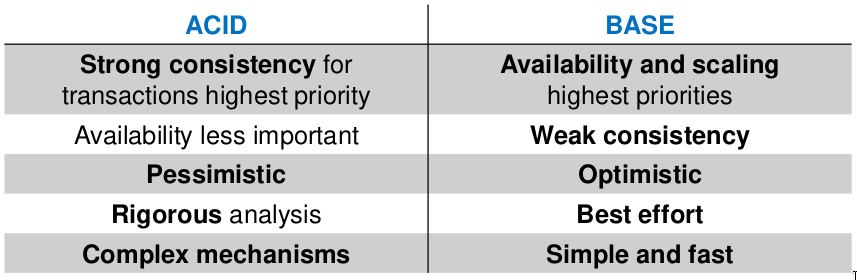 ACID BASE
Strong consistency for Availability and scaling
transactions highest priority highest priorities
Availability less important Weak consistency
Pessimistic Optimistic
Rigorous analysis Best effort
Complex mechanisms Simple and fast